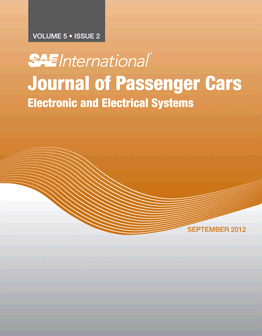 VOLUME 5 • ISSUE 2
SAE International
Journal of Passenger Cars
Electronic and Electrical Systems
SEPTEMBER 2012